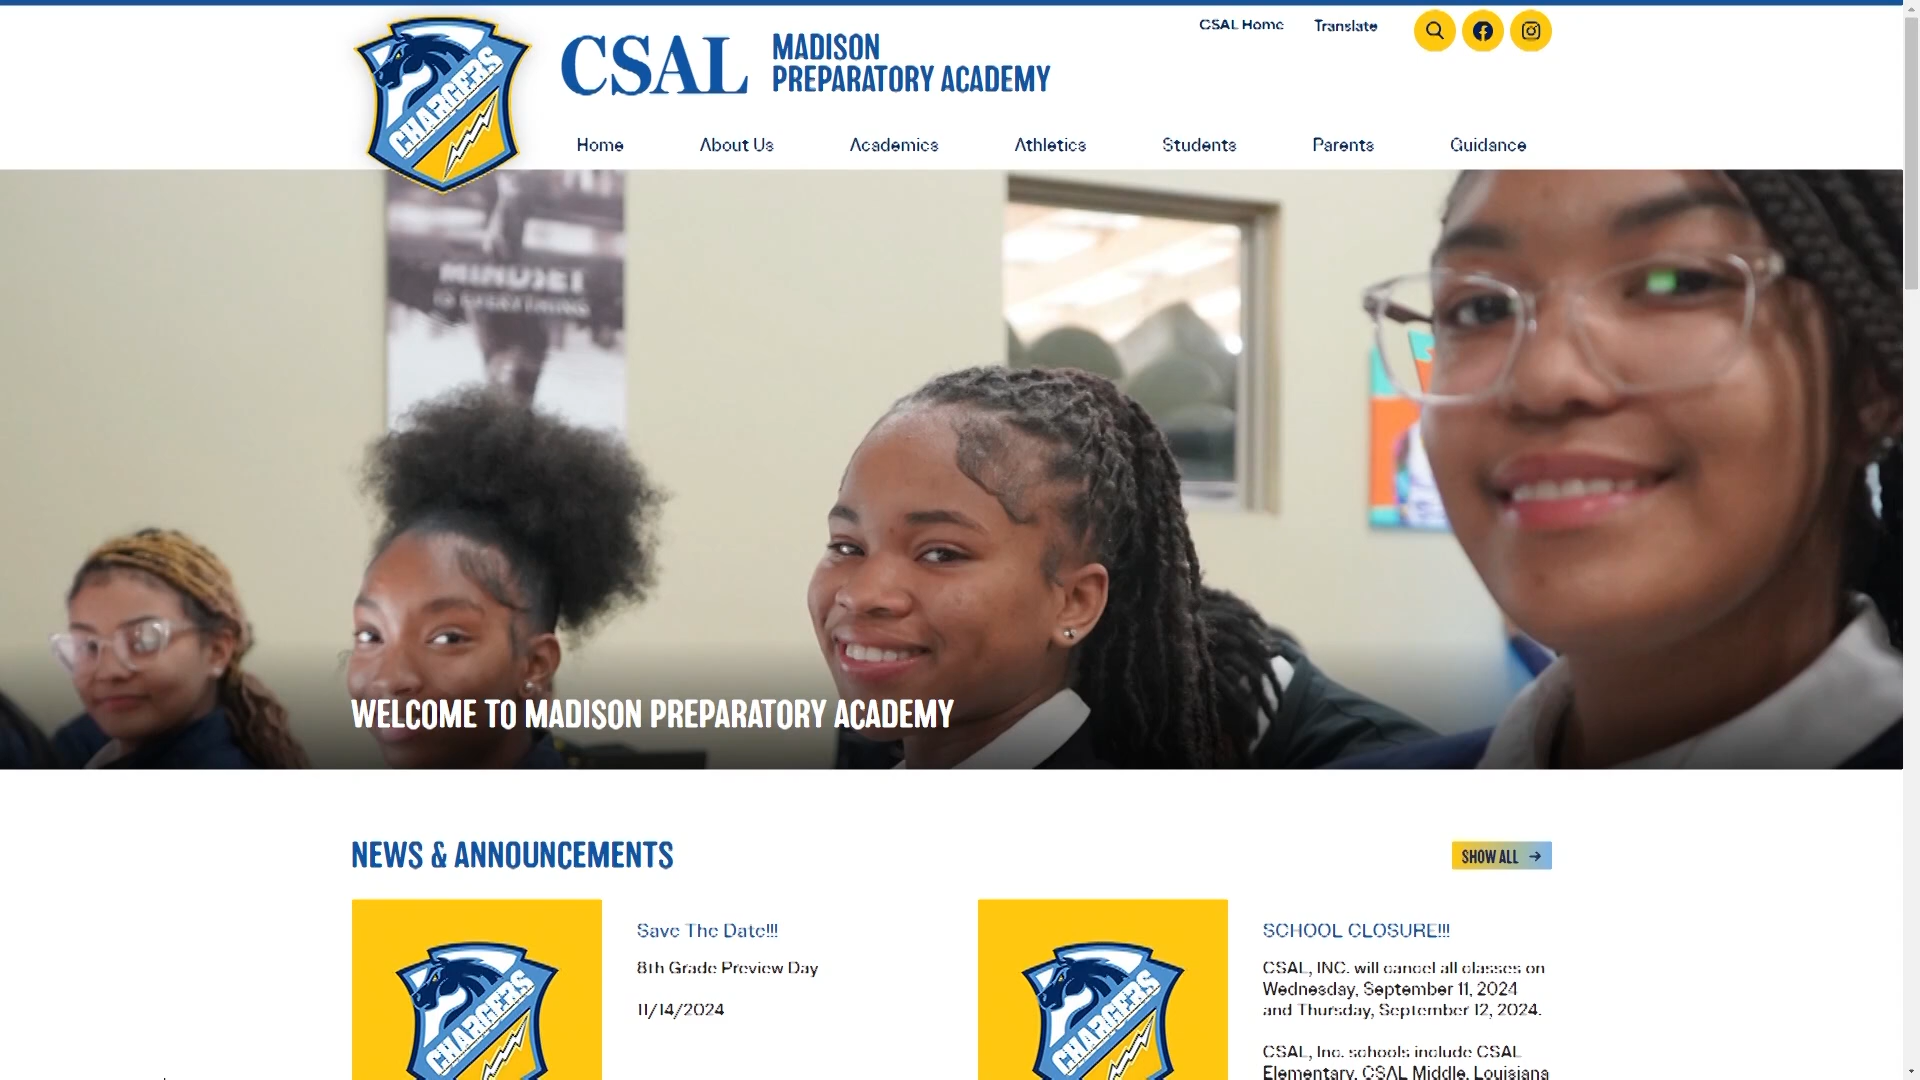 CSAL Home
Translate
CHARGERS
CSAL
MADISON
PREPARATORY ACADEMY
Home
About Us
Academics
Athletics
Students
Parents
Guidance
MINDSET
IS EVERYTHING
WELCOME TO MADISON PREPARATORY ACADEMY
NEWS & ANNOUNCEMENTS
SHOW ALL
CHARGERS
Save The Date!!!
8th Grade Preview Day
11/14/2024
CHARGERS
SCHOOL CLOSURE!!!
CSAL, INC. will cancel all classes on
Wednesday, September 11, 2024
and Thursday, September 12, 2024.
CSAL, Inc. schools include CSAL
Elementary, CSAL Middle, Louisiana